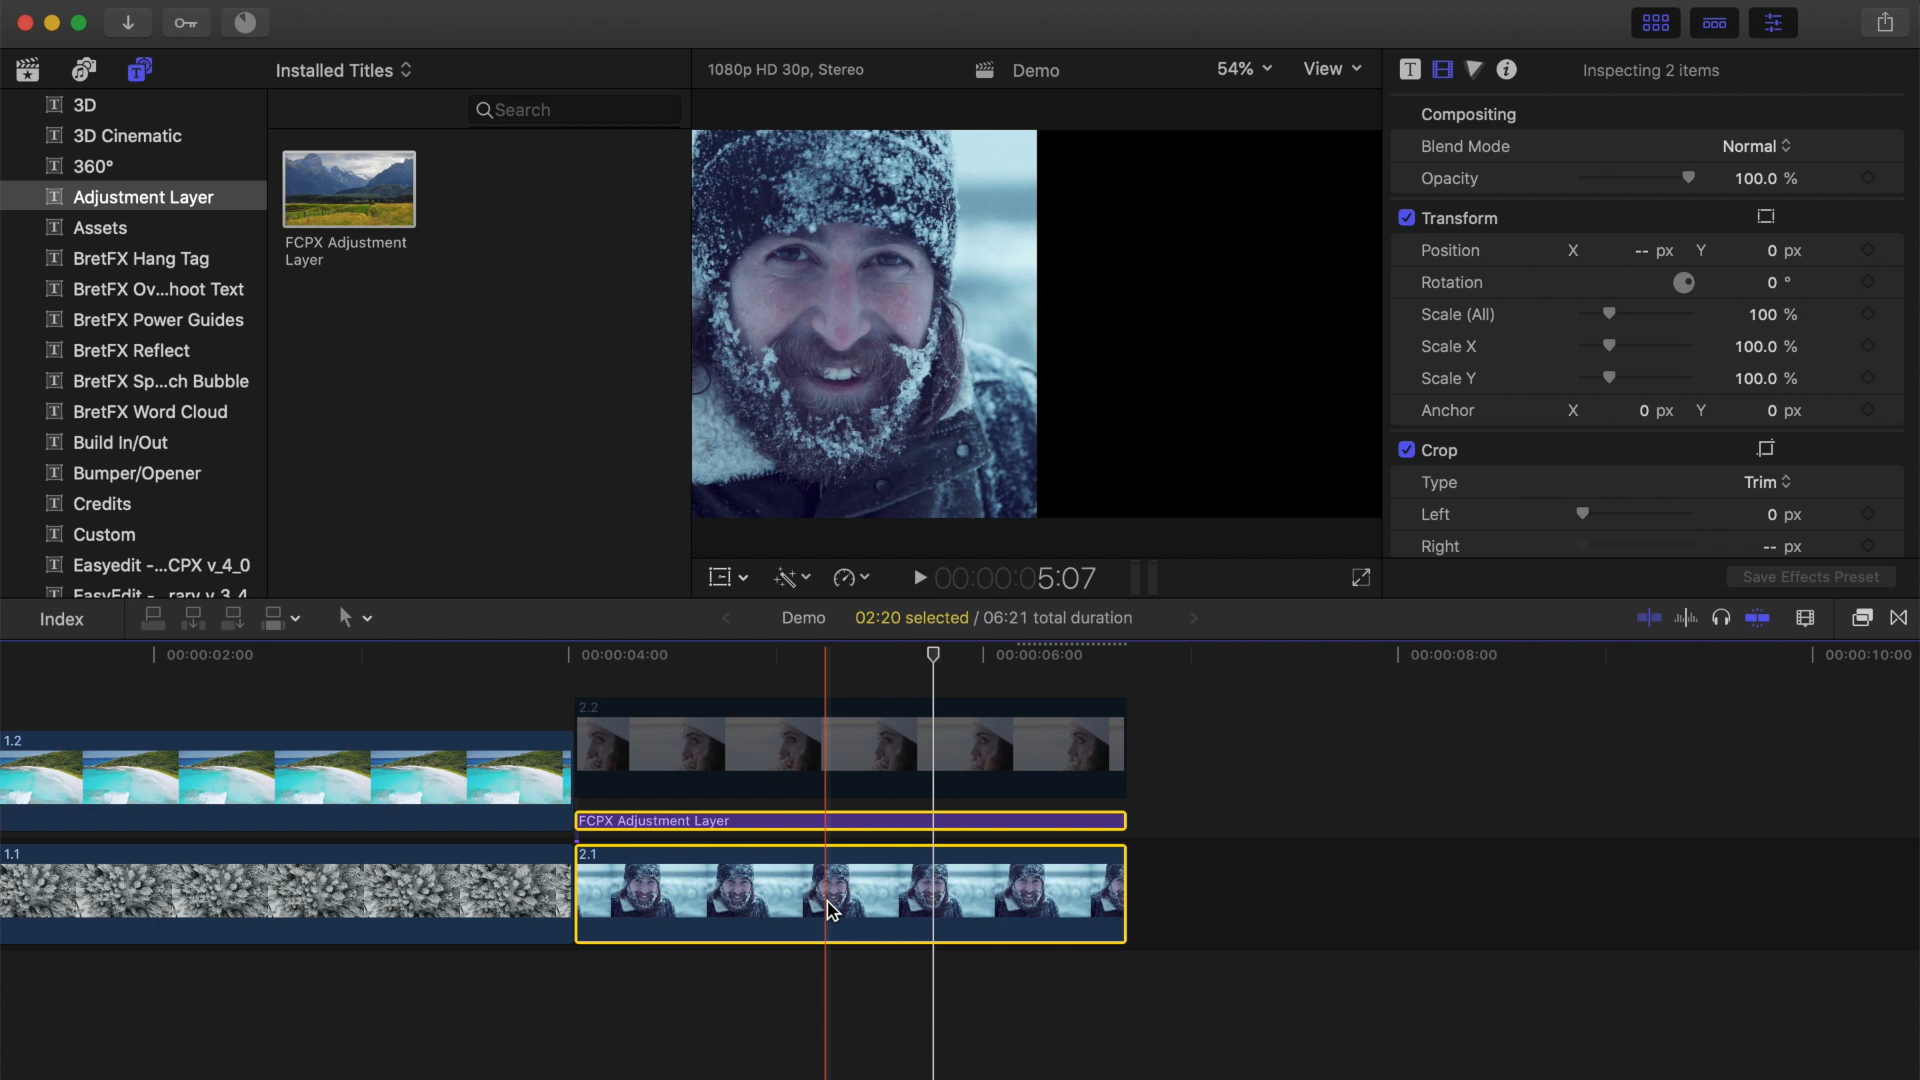 Installed Titles
1080p HD 30p, Stereo
Demo
54%
View
Inspecting 2 items
3D
3D Cinematic
360°
Adjustment Layer
Assets
BretFX Hang Tag
BretFX Ov...hoot Text
BretFX Power Guides
BretFX Reflect
BretFX Sp...ch Bubble
BretFX Word Cloud
Build In/Out
Bumper/Opener
Credits
Custom
Easyedit -...CPX v_4_0
Search
FCPX Adjustment
Layer
Compositing
Blend Mode Normal
Opacity 100.0 %
Transform
Position X -- px Y 0 px
Rotation 0 °
Scale (All) 100 %
Scale X 100.0 %
Scale Y 100.0 %
Anchor X 0 px Y 0 px
Crop
Type Trim
Left 0 px
Right -- px
00:00:05:07
Save Effects Preset
Index
Demo 02:20 selected / 06:21 total duration
00:00:02:00
00:00:04:00
00:00:06:00
00:00:08:00
00:00:10:00
2.2
1.2
FCPX Adjustment Layer
1.1
2.1